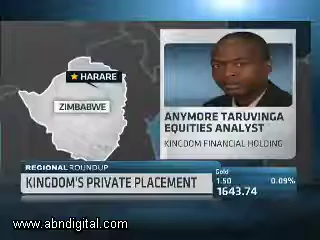 HARARE
ZIMBABWE
ANYMORE TARUVINGA
EQUITIES ANALYST
KINGDOM FINANCIAL HOLDING
REGIONAL ROUNDUP
KINGDOM'S PRIVATE PLACEMENT
Gold
1.50 0.09%
1643.74
www.abndigital.com